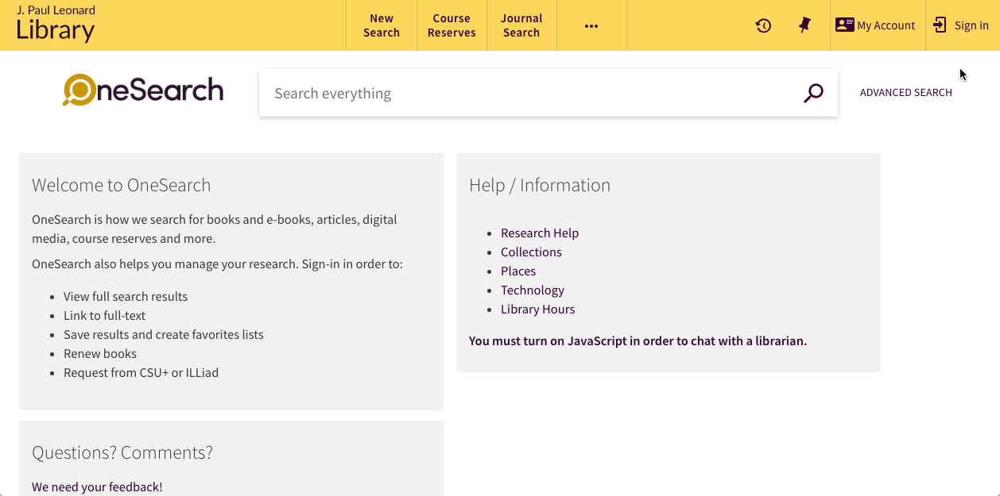 J. Paul Leonard
Library
New
Search
Course
Reserves
Journal
Search
...
My Account
Sign in
OneSearch
Search everything
ADVANCED SEARCH
Welcome to OneSearch
OneSearch is how we search for books and e-books, articles, digital
media, course reserves and more.
OneSearch also helps you manage your research. Sign-in in order to:
• View full search results
• Link to full-text
• Save results and create favorites lists
• Renew books
• Request from CSU+ or ILLiad
Help / Information
• Research Help
• Collections
• Places
• Technology
• Library Hours
You must turn on JavaScript in order to chat with a librarian.
Questions? Comments?
We need your feedback!